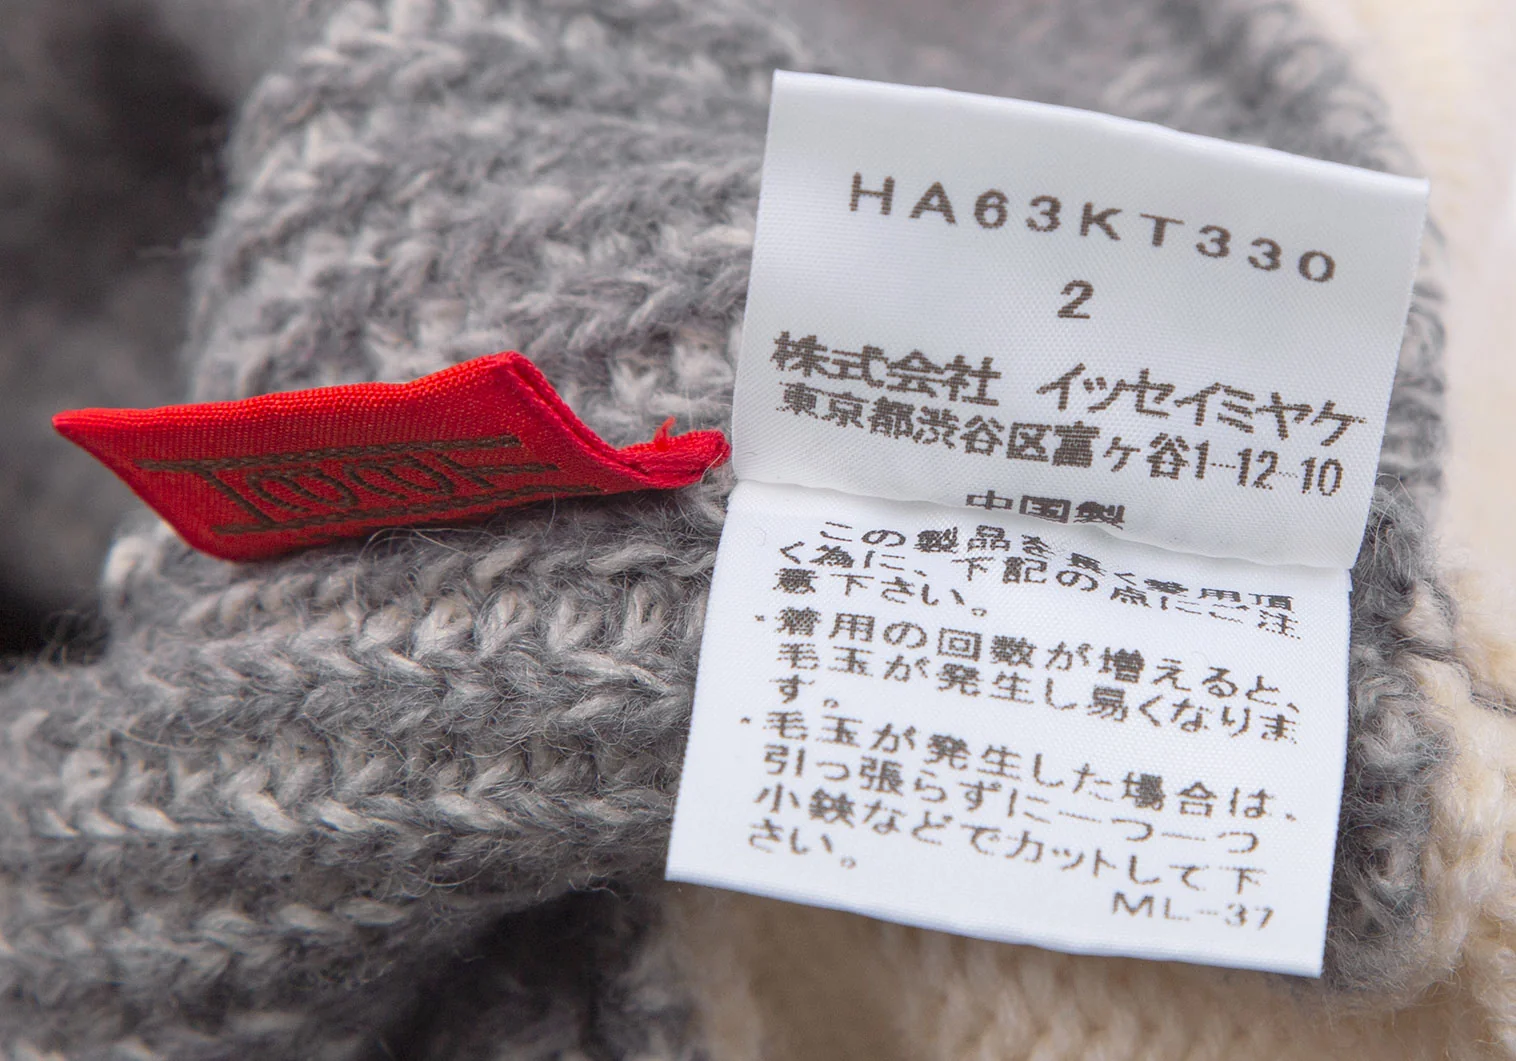 HA63KT330
2
株式会社 イッセイミヤケ
東京都渋谷区富ヶ谷1-12-10
中国製
この製品を長く着用頂
く為に、下記の点にご注
意下さい。
・着用の回数が増えると、
毛玉が発生し易くなりま
す。
・毛玉が発生した場合は、
引っ張らずに一つ一つ
小鋏などでカットして下
さい。
ML-37